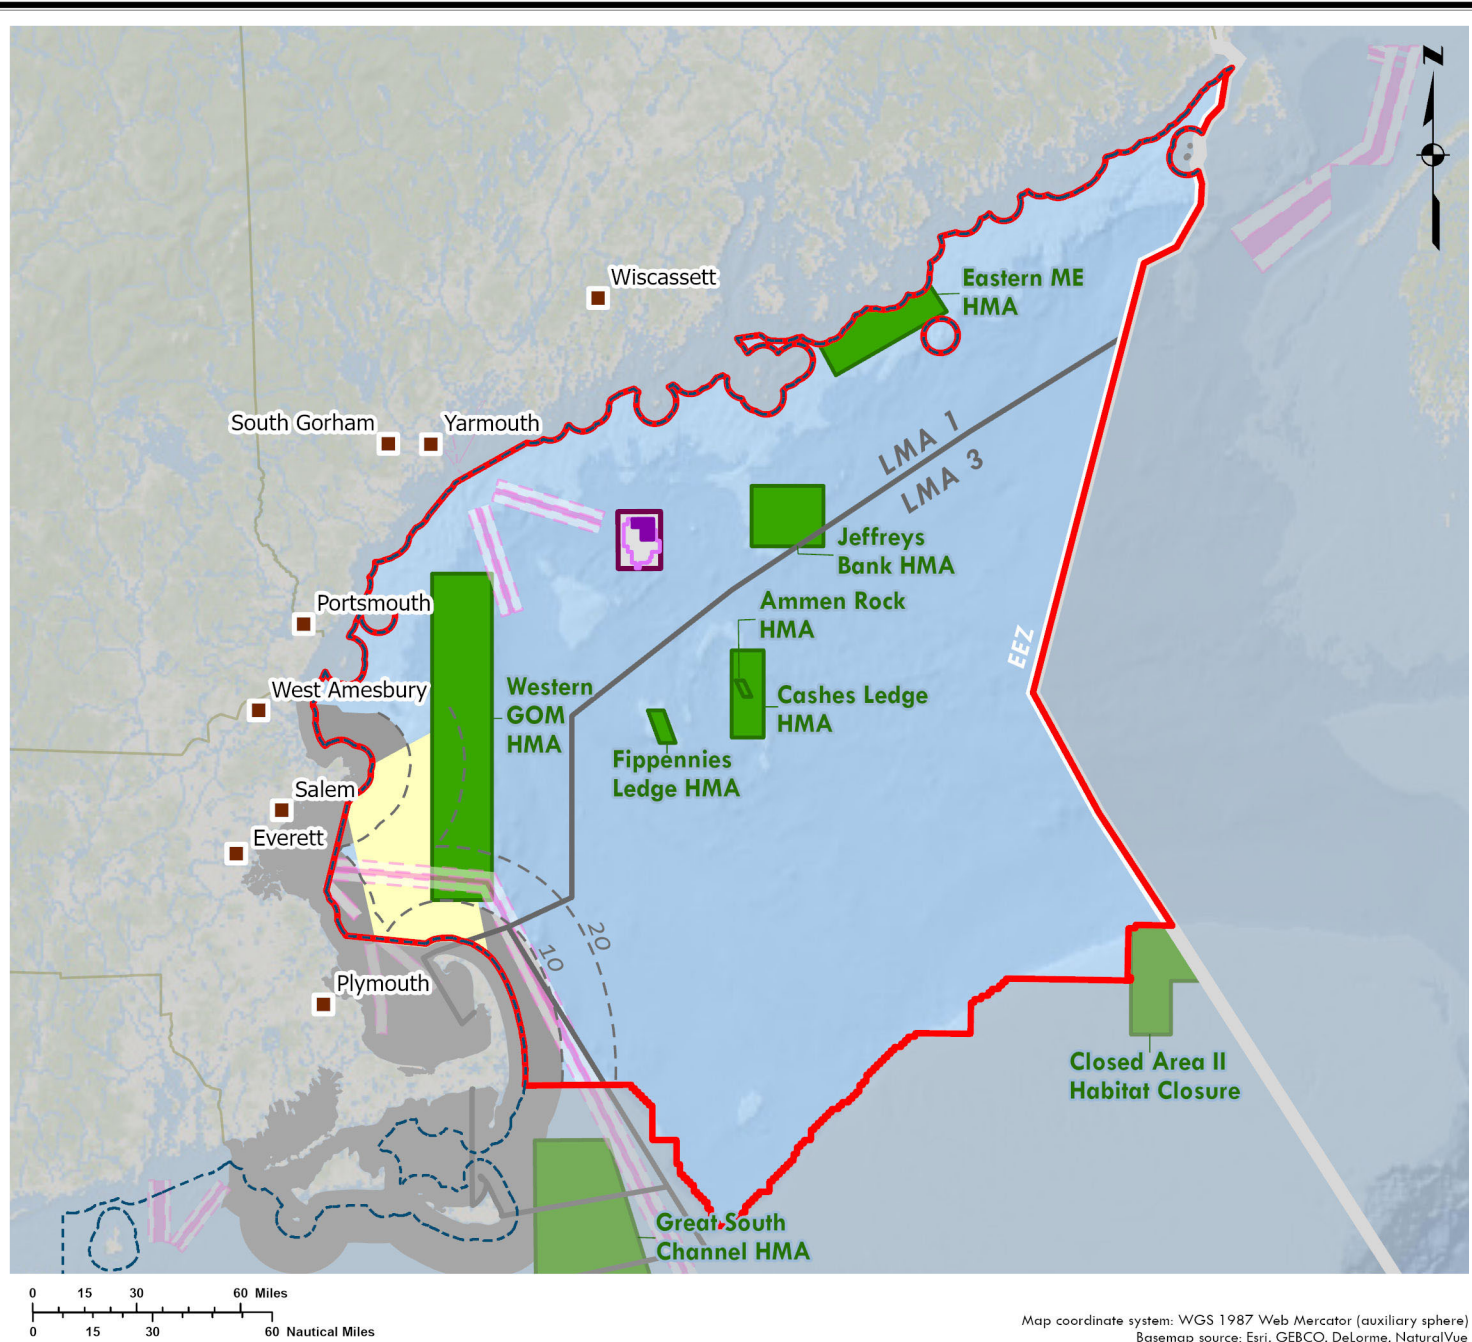 N
Wiscassett
Eastern ME
HMA
South Gorham
Yarmouth
LMA 1
LMA 3
Jeffreys
Bank HMA
Portsmouth
Ammen Rock
HMA
EEZ
West Amesbury
Western
GOM
HMA
Cashes Ledge
HMA
Fippennies
Ledge HMA
Salem
Everett
20
10
Plymouth
Closed Area II
Habitat Closure
Great South
Channel HMA
0 15 30 60 Miles
0 15 30 60 Nautical Miles
Map coordinate system: WGS 1987 Web Mercator (auxiliary sphere)
Basemap source: Esri, GEBCO, DeLorme, NaturalVue